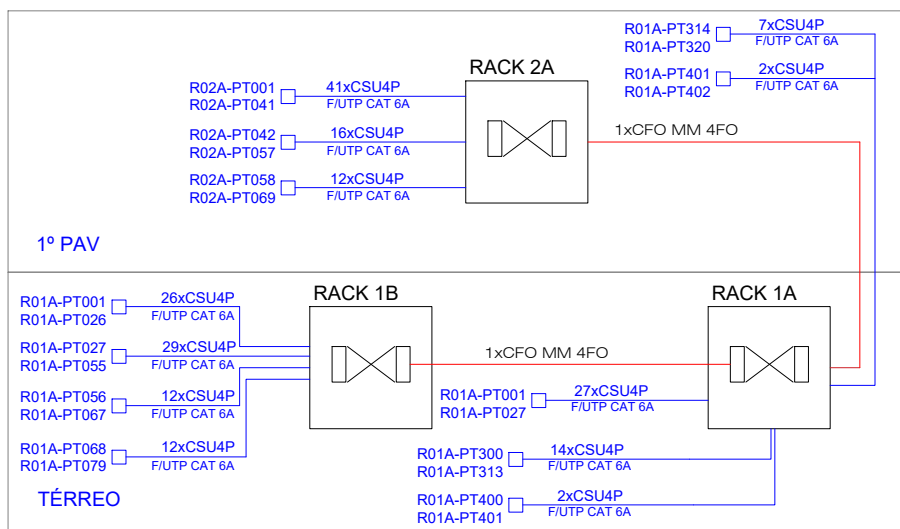 R01A-PT314
R01A-PT320
7xCSU4P
F/UTP CAT 6A
R01A-PT401
R01A-PT402
2xCSU4P
F/UTP CAT 6A
RACK 2A
R02A-PT001
R02A-PT041
41xCSU4P
F/UTP CAT 6A
R02A-PT042
R02A-PT057
16xCSU4P
F/UTP CAT 6A
R02A-PT058
R02A-PT069
12xCSU4P
F/UTP CAT 6A
1xCFO MM 4FO
1º PAV
RACK 1B
RACK 1A
R01A-PT001
R01A-PT026
26xCSU4P
F/UTP CAT 6A
R01A-PT027
R01A-PT055
29xCSU4P
F/UTP CAT 6A
R01A-PT056
R01A-PT067
12xCSU4P
F/UTP CAT 6A
R01A-PT068
R01A-PT079
12xCSU4P
F/UTP CAT 6A
1xCFO MM 4FO
R01A-PT001
R01A-PT027
27xCSU4P
F/UTP CAT 6A
R01A-PT300
R01A-PT313
14xCSU4P
F/UTP CAT 6A
R01A-PT400
R01A-PT401
2xCSU4P
F/UTP CAT 6A
TÉRREO